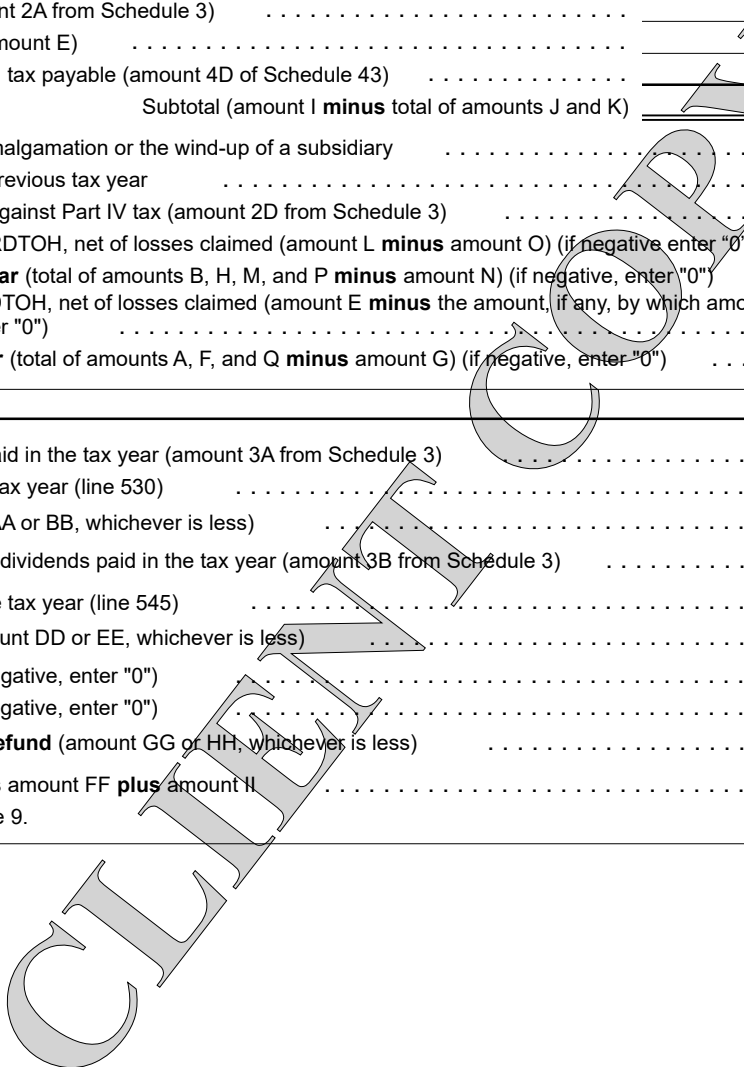 nt 2A from Schedule 3) . . . . . . . . . . . . . . . . . . . . . . . . . .
mount E) . . . . . . . . . . . . . . . . . . . . . . . . . . . . . . . . . . . .
tax payable (amount 4D of Schedule 43) . . . . . . . . . . . . . .
Subtotal (amount I minus total of amounts J and K)
malgamation or the wind-up of a subsidiary . . . . . . . . . . . . . . . . . . . . .
revious tax year . . . . . . . . . . . . . . . . . . . . . . . . . . . . . . . . . . . . .
gainst Part IV tax (amount 2D from Schedule 3) . . . . . . . . . . . . . . . . .
RDTOH, net of losses claimed (amount L minus amount O) (if negative enter "0"
ar (total of amounts B, H, M, and P minus amount N) (if negative, enter "0")
DTOH, net of losses claimed (amount E minus the amount, if any, by which amo
r "0") . . . . . . . . . . . . . . . . . . . . . . . . . . . . . . . . . . . . . . . . . . . .
r (total of amounts A, F, and Q minus amount G) (if negative, enter "0") . . .
aid in the tax year (amount 3A from Schedule 3) . . . . . . . . . . . . . . . . .
ax year (line 530) . . . . . . . . . . . . . . . . . . . . . . . . . . . . . . . . . . . .
AA or BB, whichever is less) . . . . . . . . . . . . . . . . . . . . . . . . . . . . .
dividends paid in the tax year (amount 3B from Schedule 3) . . . . . . . . . .
e tax year (line 545) . . . . . . . . . . . . . . . . . . . . . . . . . . . . . . . . . . .
unt DD or EE, whichever is less) . . . . . . . . . . . . . . . . . . . . . . . . . .
gative, enter "0") . . . . . . . . . . . . . . . . . . . . . . . . . . . . . . . . . . . .
gative, enter "0") . . . . . . . . . . . . . . . . . . . . . . . . . . . . . . . . . . . .
efund (amount GG or HH, whichever is less) . . . . . . . . . . . . . . . . . .
s amount FF plus amount II . . . . . . . . . . . . . . . . . . . . . . . . . . . . .
e 9.
CLIENT COP